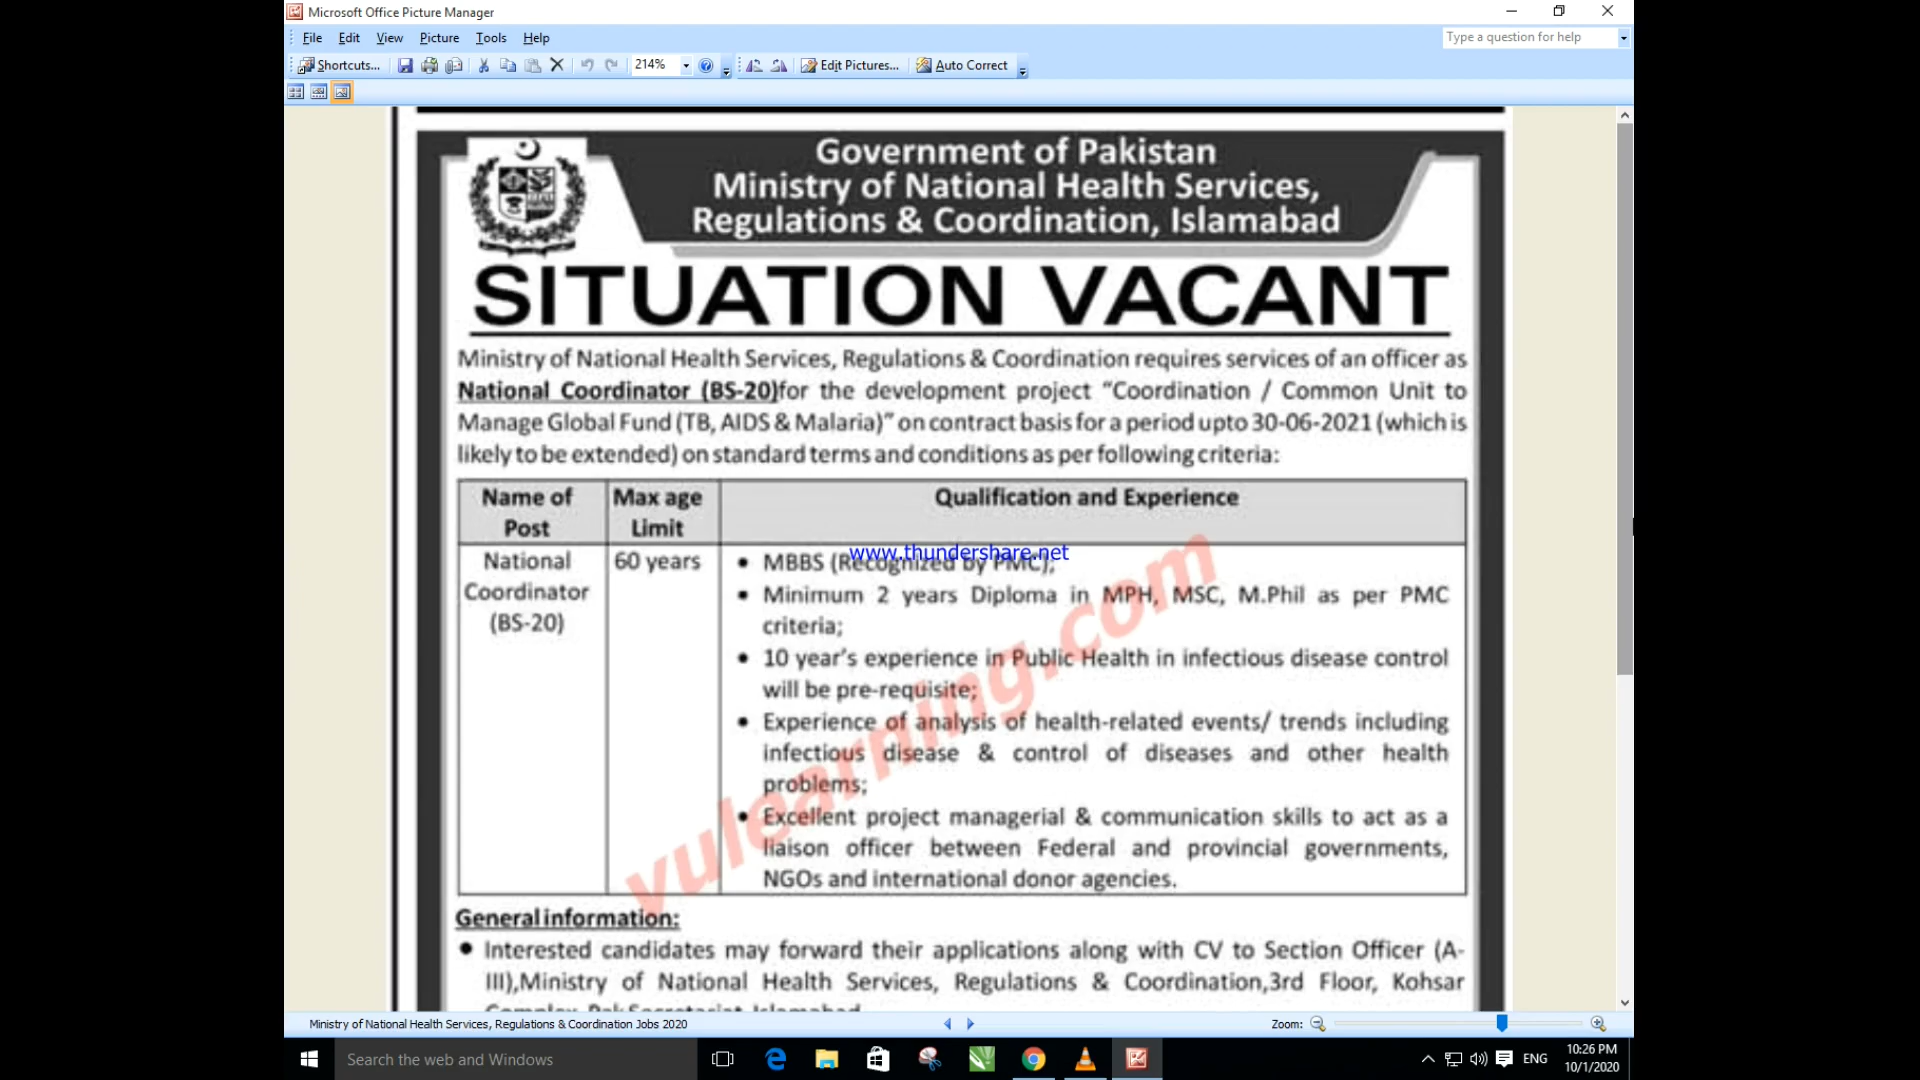 Microsoft Office Picture Manager
File Edit View Picture Tools Help
Type a question for help
Shortcuts...
214%
Edit Pictures...
Auto Correct
Government of Pakistan
Ministry of National Health Services,
Regulations & Coordination, Islamabad
SITUATION VACANT
Ministry of National Health Services, Regulations & Coordination requires services of an officer as
National Coordinator (BS-20)for the development project “Coordination / Common Unit to
Manage Global Fund (TB, AIDS & Malaria)” on contract basis for a period upto 30-06-2021 (which is
likely to be extended) on standard terms and conditions as per following criteria:
Name of Post
Max age Limit
Qualification and Experience
National Coordinator (BS-20)
60 years
www.thundershare.net
• MBBS (Recognized by PMC);
• Minimum 2 years Diploma in MPH, MSC, M.Phil as per PMC
criteria;
• 10 year’s experience in Public Health in infectious disease control
will be pre-requisite;
• Experience of analysis of health-related events/ trends including
infectious disease & control of diseases and other health
problems;
• Excellent project managerial & communication skills to act as a
liaison officer between Federal and provincial governments,
NGOs and international donor agencies.
vulearning.com
General information:
• Interested candidates may forward their applications along with CV to Section Officer (A-
III),Ministry of National Health Services, Regulations & Coordination,3rd Floor, Kohsar
Complex, Pak Secretariat, Islamabad
Ministry of National Health Services, Regulations & Coordination Jobs 2020
Zoom:
Search the web and Windows
ENG
10:26 PM
10/1/2020